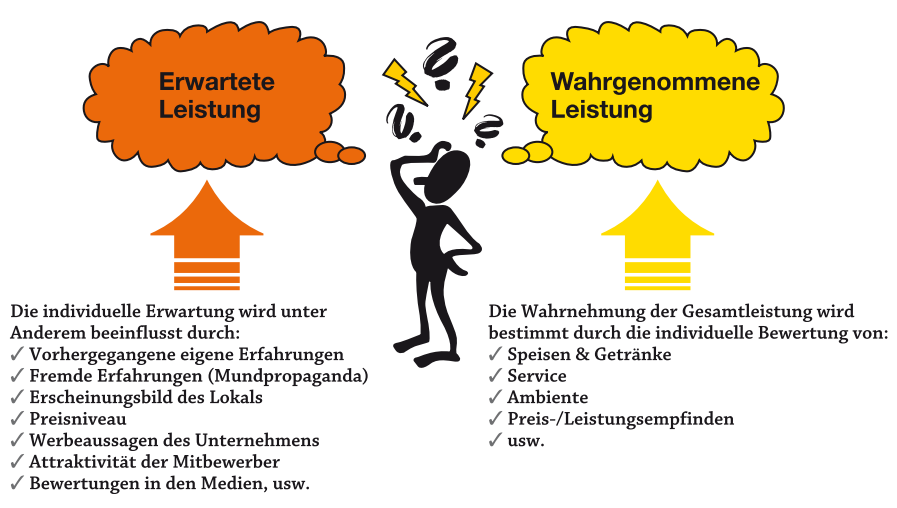 Erwartete
Leistung
Wahrgenommene
Leistung
Die individuelle Erwartung wird unter
Anderem beeinflusst durch:
✓ Vorhergegangene eigene Erfahrungen
✓ Fremde Erfahrungen (Mundpropaganda)
✓ Erscheinungsbild des Lokals
✓ Preisniveau
✓ Werbeaussagen des Unternehmens
✓ Attraktivität der Mitbewerber
✓ Bewertungen in den Medien, usw.
Die Wahrnehmung der Gesamtleistung wird
bestimmt durch die individuelle Bewertung von:
✓ Speisen & Getränke
✓ Service
✓ Ambiente
✓ Preis-/Leistungsempfinden
✓ usw.